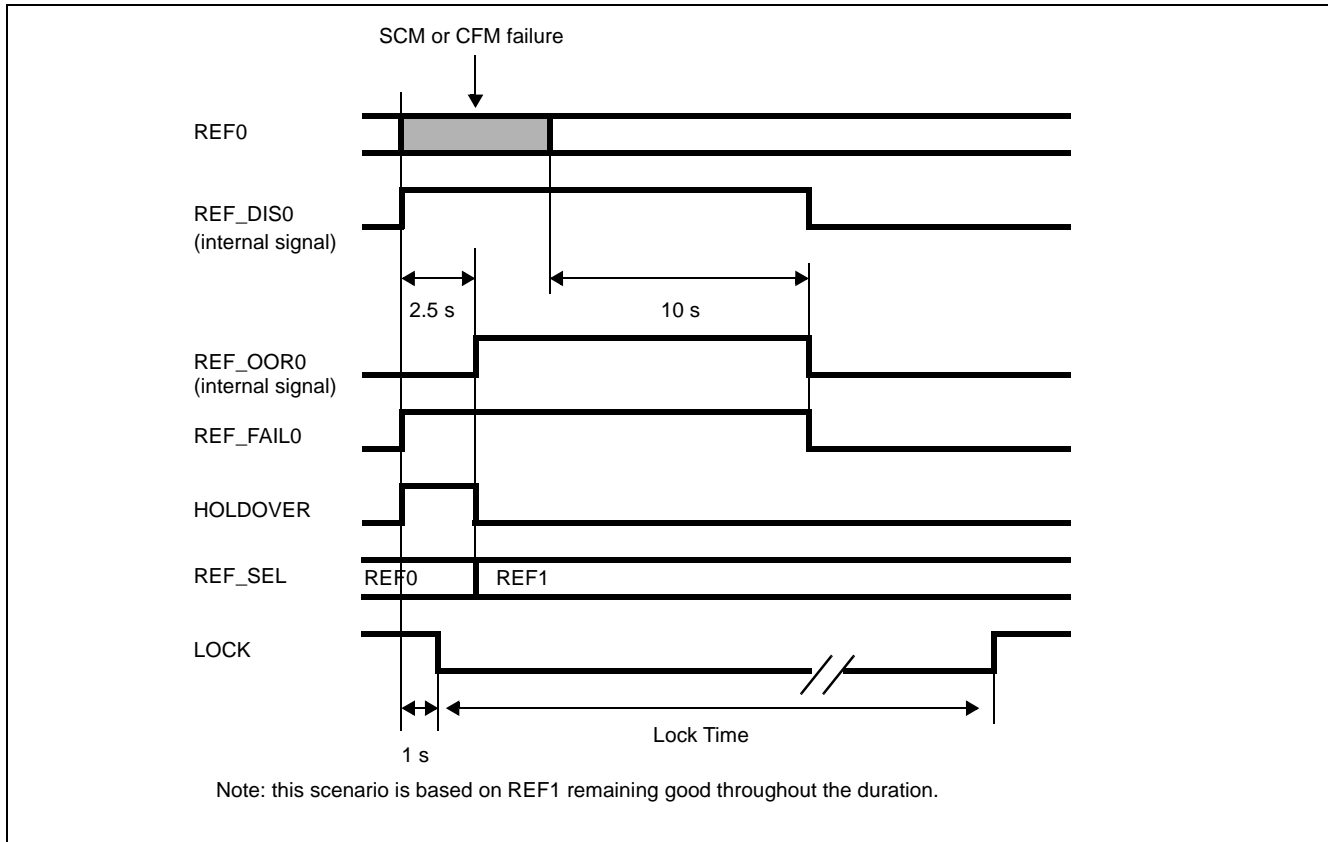 SCM or CFM failure
REF0
REF_DIS0
(internal signal)
2.5 s
10 s
REF_OOR0
(internal signal)
REF_FAIL0
HOLDOVER
REF_SEL
REF0
REF1
LOCK
Lock Time
1 s
Note: this scenario is based on REF1 remaining good throughout the duration.